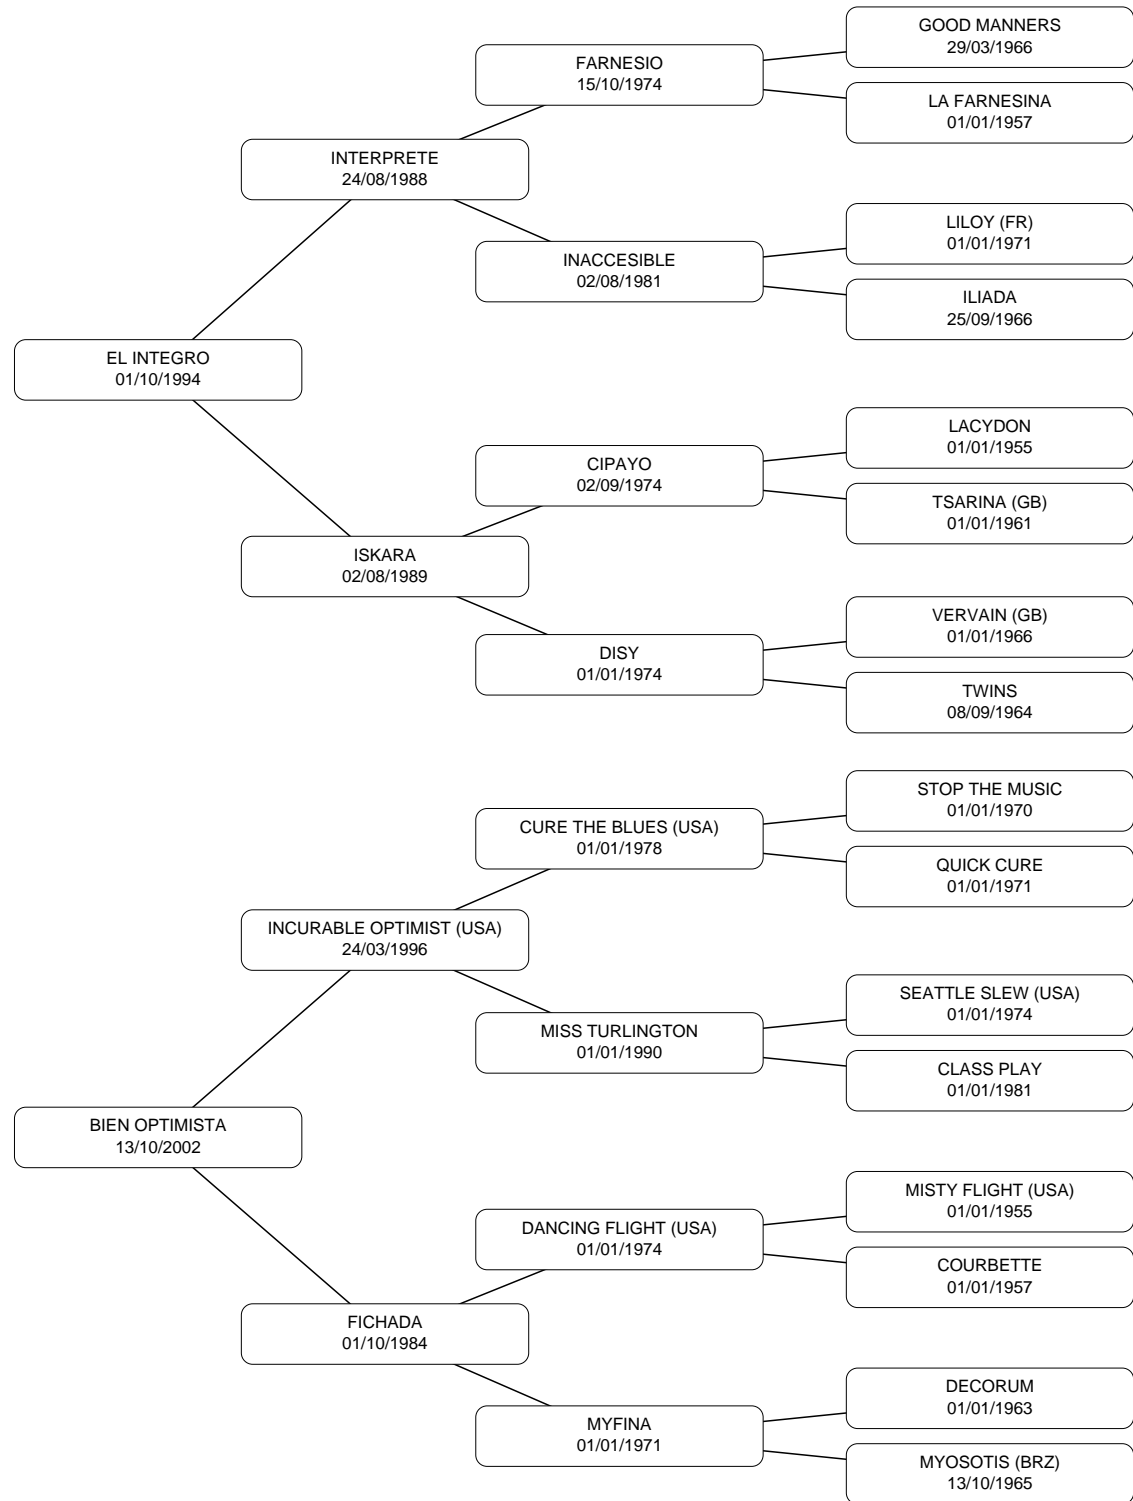 GOOD MANNERS
29/03/1966
FARNESIO
15/10/1974
LA FARNESINA
01/01/1957
INTERPRETE
24/08/1988
LILOY (FR)
01/01/1971
INACCESIBLE
02/08/1981
ILIADA
25/09/1966
EL INTEGRO
01/10/1994
LACYDON
01/01/1955
CIPAYO
02/09/1974
TSARINA (GB)
01/01/1961
ISKARA
02/08/1989
VERVAIN (GB)
01/01/1966
DISY
01/01/1974
TWINS
08/09/1964
STOP THE MUSIC
01/01/1970
CURE THE BLUES (USA)
01/01/1978
QUICK CURE
01/01/1971
INCURABLE OPTIMIST (USA)
24/03/1996
SEATTLE SLEW (USA)
01/01/1974
MISS TURLINGTON
01/01/1990
CLASS PLAY
01/01/1981
BIEN OPTIMISTA
13/10/2002
MISTY FLIGHT (USA)
01/01/1955
DANCING FLIGHT (USA)
01/01/1974
COURBETTE
01/01/1957
FICHADA
01/10/1984
DECORUM
01/01/1963
MYFINA
01/01/1971
MYOSOTIS (BRZ)
13/10/1965